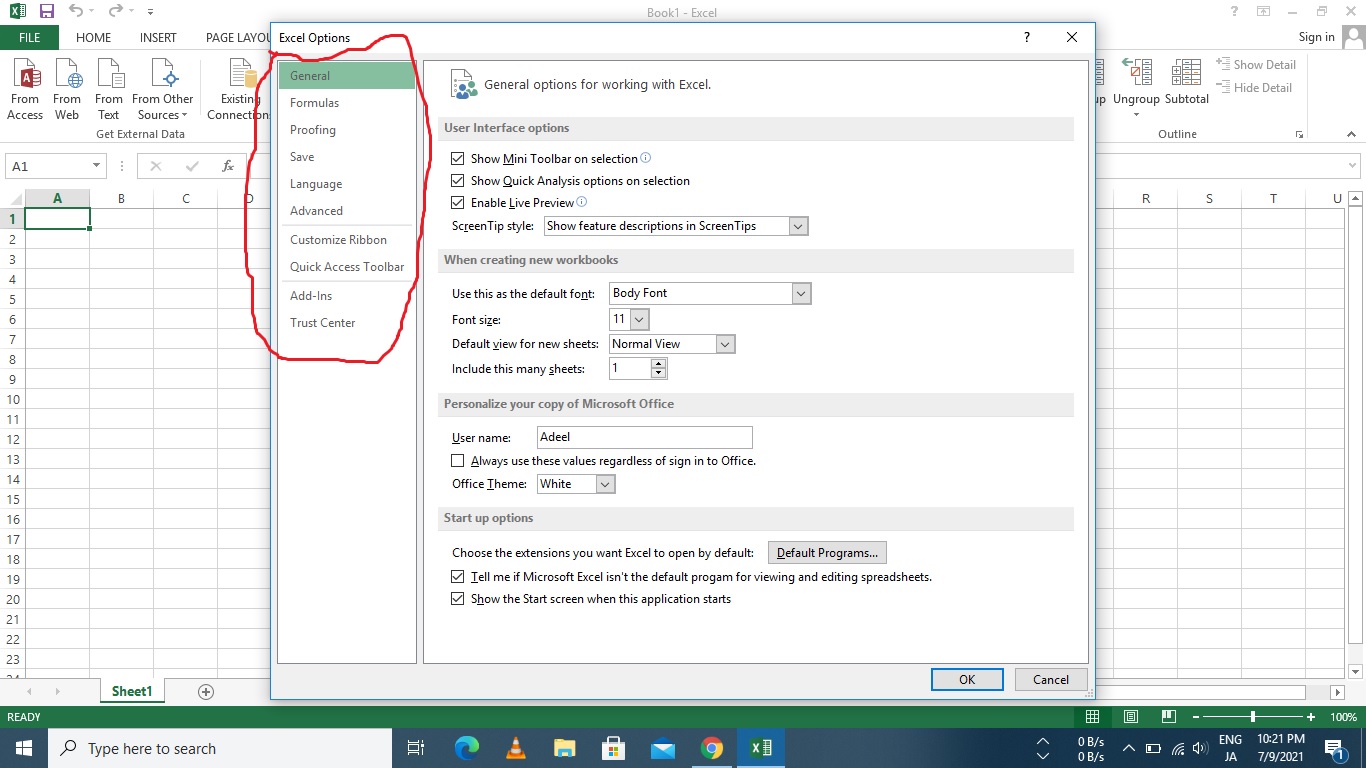 Book1 - Excel
?
FILE HOME INSERT PAGE LAYOU
Sign in
From Access
From Web
From Text
From Other Sources
Existing Connection
Get External Data
Ungroup
Subtotal
Show Detail
Hide Detail
Outline
A1
fx
A B C D R S T U
1
2
3
4
5
6
7
8
9
10
11
12
13
14
15
16
17
18
19
20
21
22
23
24
Excel Options
?
General
Formulas
Proofing
Save
Language
Advanced
Customize Ribbon
Quick Access Toolbar
Add-Ins
Trust Center
General options for working with Excel.
User Interface options
Show Mini Toolbar on selection
Show Quick Analysis options on selection
Enable Live Preview
ScreenTip style: Show feature descriptions in ScreenTips
When creating new workbooks
Use this as the default font: Body Font
Font size: 11
Default view for new sheets: Normal View
Include this many sheets: 1
Personalize your copy of Microsoft Office
User name: Adeel
Always use these values regardless of sign in to Office.
Office Theme: White
Start up options
Choose the extensions you want Excel to open by default: Default Programs...
Tell me if Microsoft Excel isn't the default progam for viewing and editing spreadsheets.
Show the Start screen when this application starts
OK Cancel
Sheet1
READY
100%
Type here to search
0 B/s
0 B/s
ENG
JA
10:21 PM
7/9/2021
1